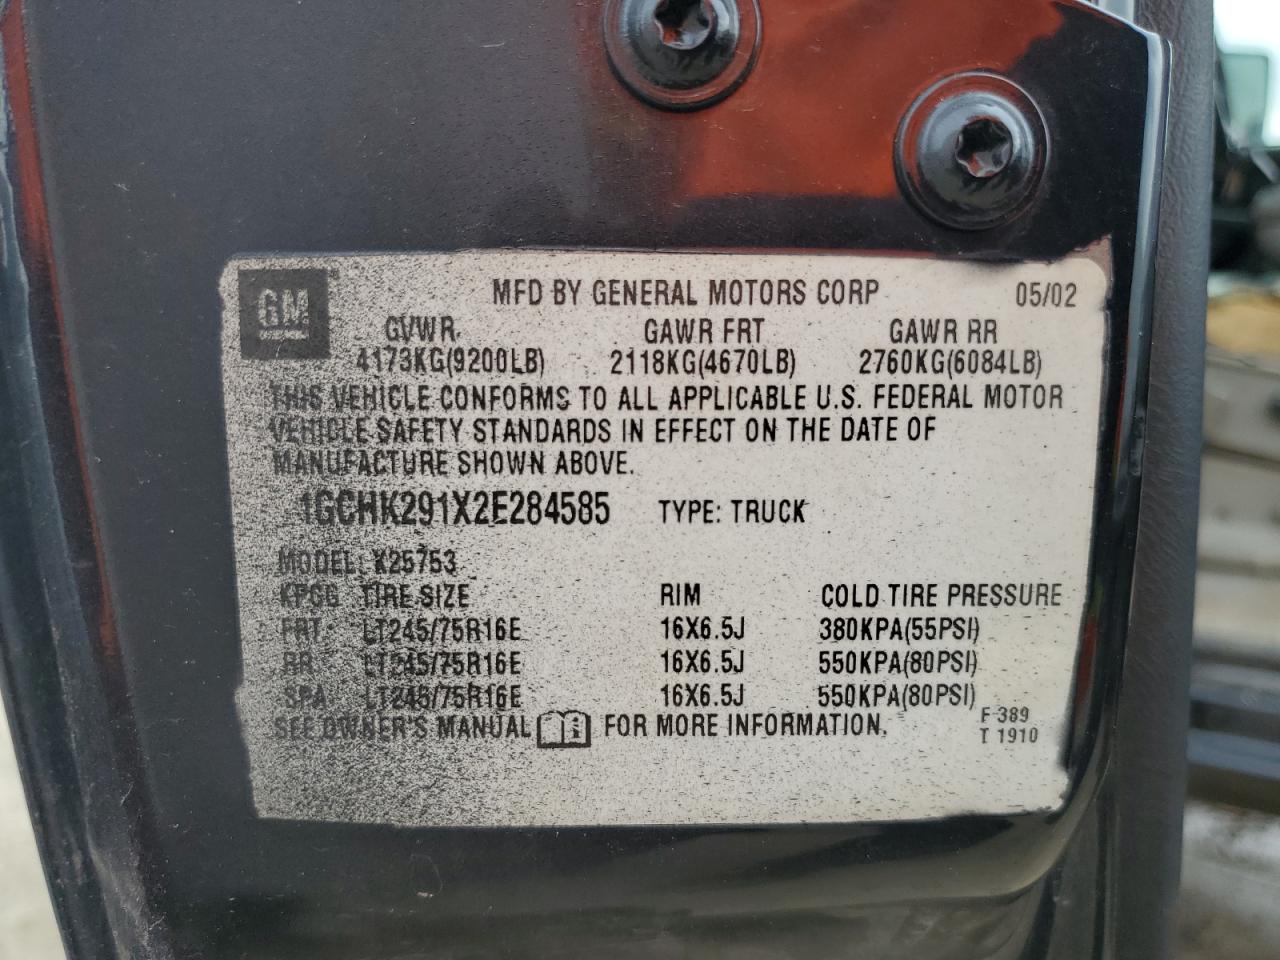 GM MFD BY GENERAL MOTORS CORP 05/02
GVWR GAWR FRT GAWR RR
4173KG(9200LB) 2118KG(4670LB) 2760KG(6084LB)
THIS VEHICLE CONFORMS TO ALL APPLICABLE U.S. FEDERAL MOTOR
VEHICLE SAFETY STANDARDS IN EFFECT ON THE DATE OF
MANUFACTURE SHOWN ABOVE.
1GCHK291X2E284585 TYPE: TRUCK
MODEL: K25753
TIRE SIZE RIM COLD TIRE PRESSURE
FRT: LT245/75R16E 16X6.5J 380KPA(55PSI)
RR LT245/75R16E 16X6.5J 550KPA(80PSI)
SPA LT245/75R16E 16X6.5J 550KPA(80PSI)
SEE OWNER'S MANUAL FOR MORE INFORMATION.
F 389
T 1910